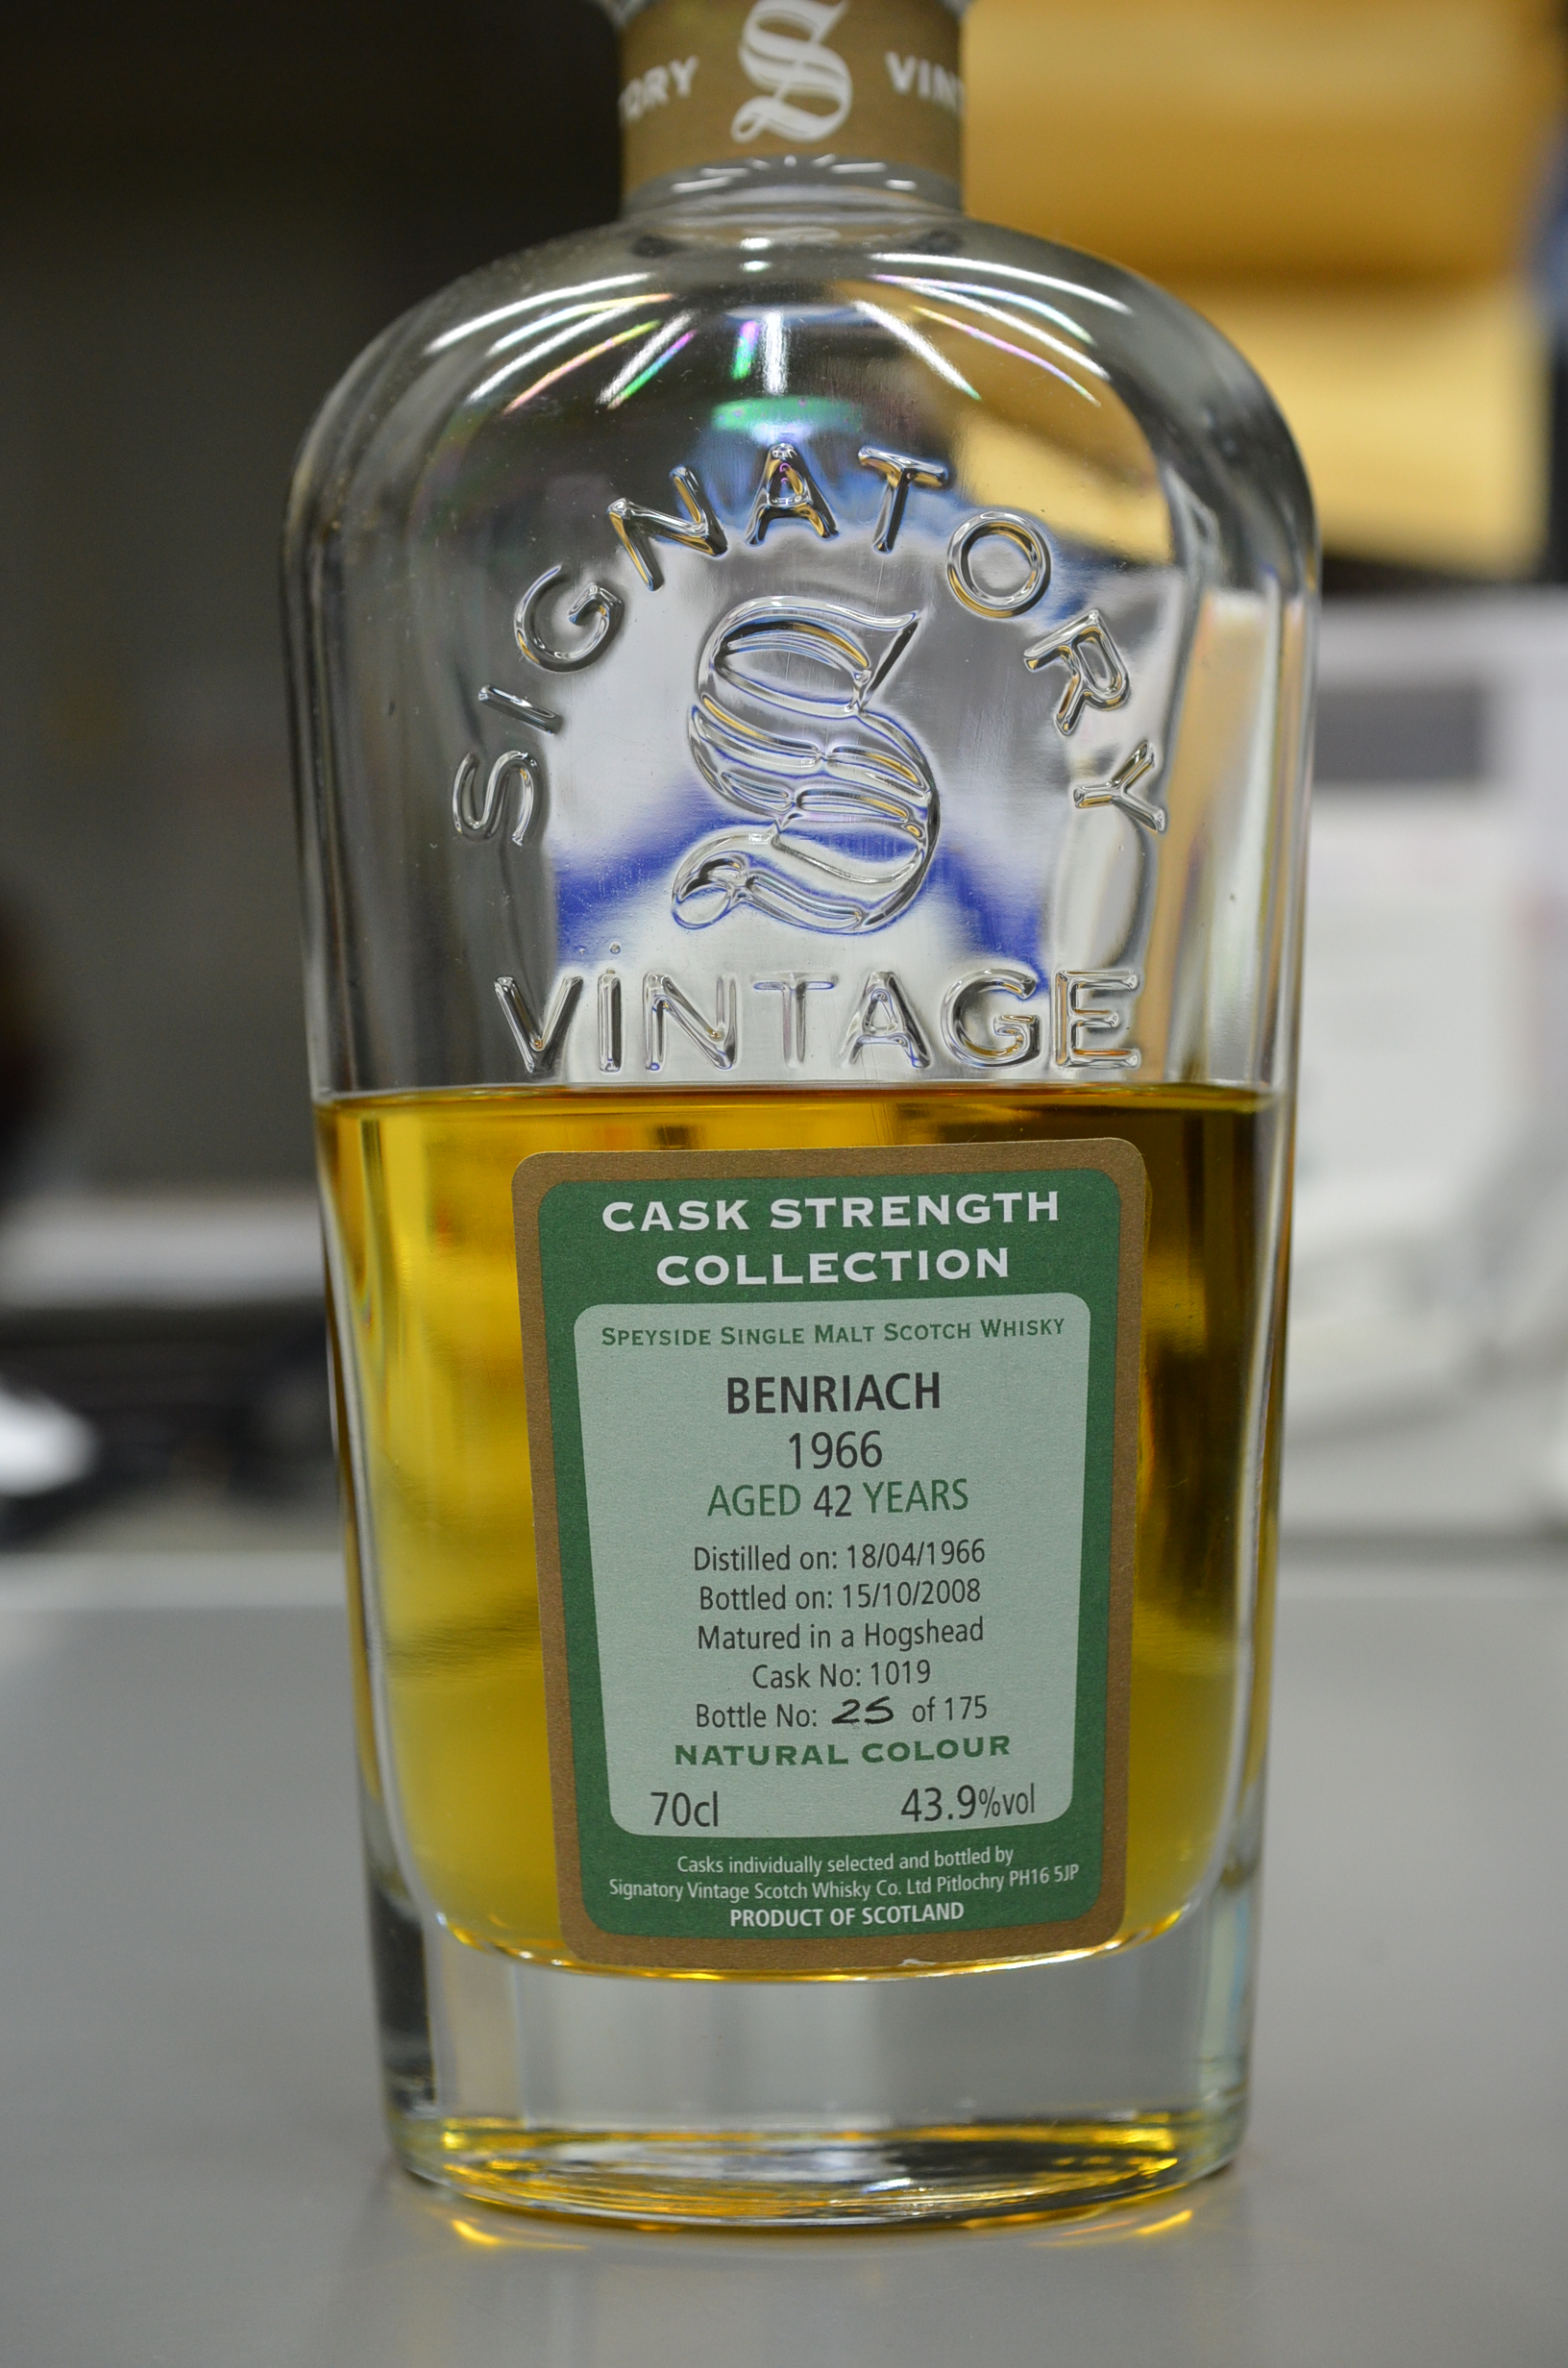 S
SIGNATORY
S
VINTAGE
CASK STRENGTH
COLLECTION
SPEYSIDE SINGLE MALT SCOTCH WHISKY
BENRIACH
1966
AGED 42 YEARS
Distilled on: 18/04/1966
Bottled on: 15/10/2008
Matured in a Hogshead
Cask No: 1019
Bottle No: 25 of 175
NATURAL COLOUR
70cl 43.9%vol
Casks individually selected and bottled by
Signatory Vintage Scotch Whisky Co. Ltd Pitlochry PH16 5JP
PRODUCT OF SCOTLAND